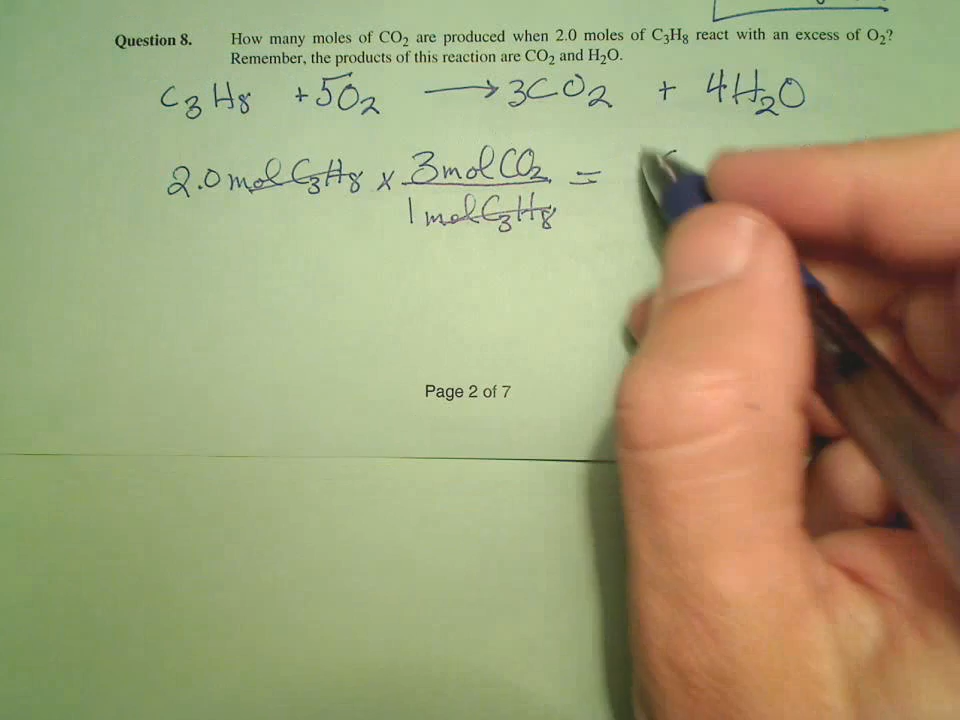 Question 8. How many moles of CO₂ are produced when 2.0 moles of C₃H₈ react with an excess of O₂?
Remember, the products of this reaction are CO₂ and H₂O.
C₃H₈ + 5O₂ → 3CO₂ + 4H₂O
2.0 mol C₃H₈ × 3 mol CO₂ / 1 mol C₃H₈ =
Page 2 of 7